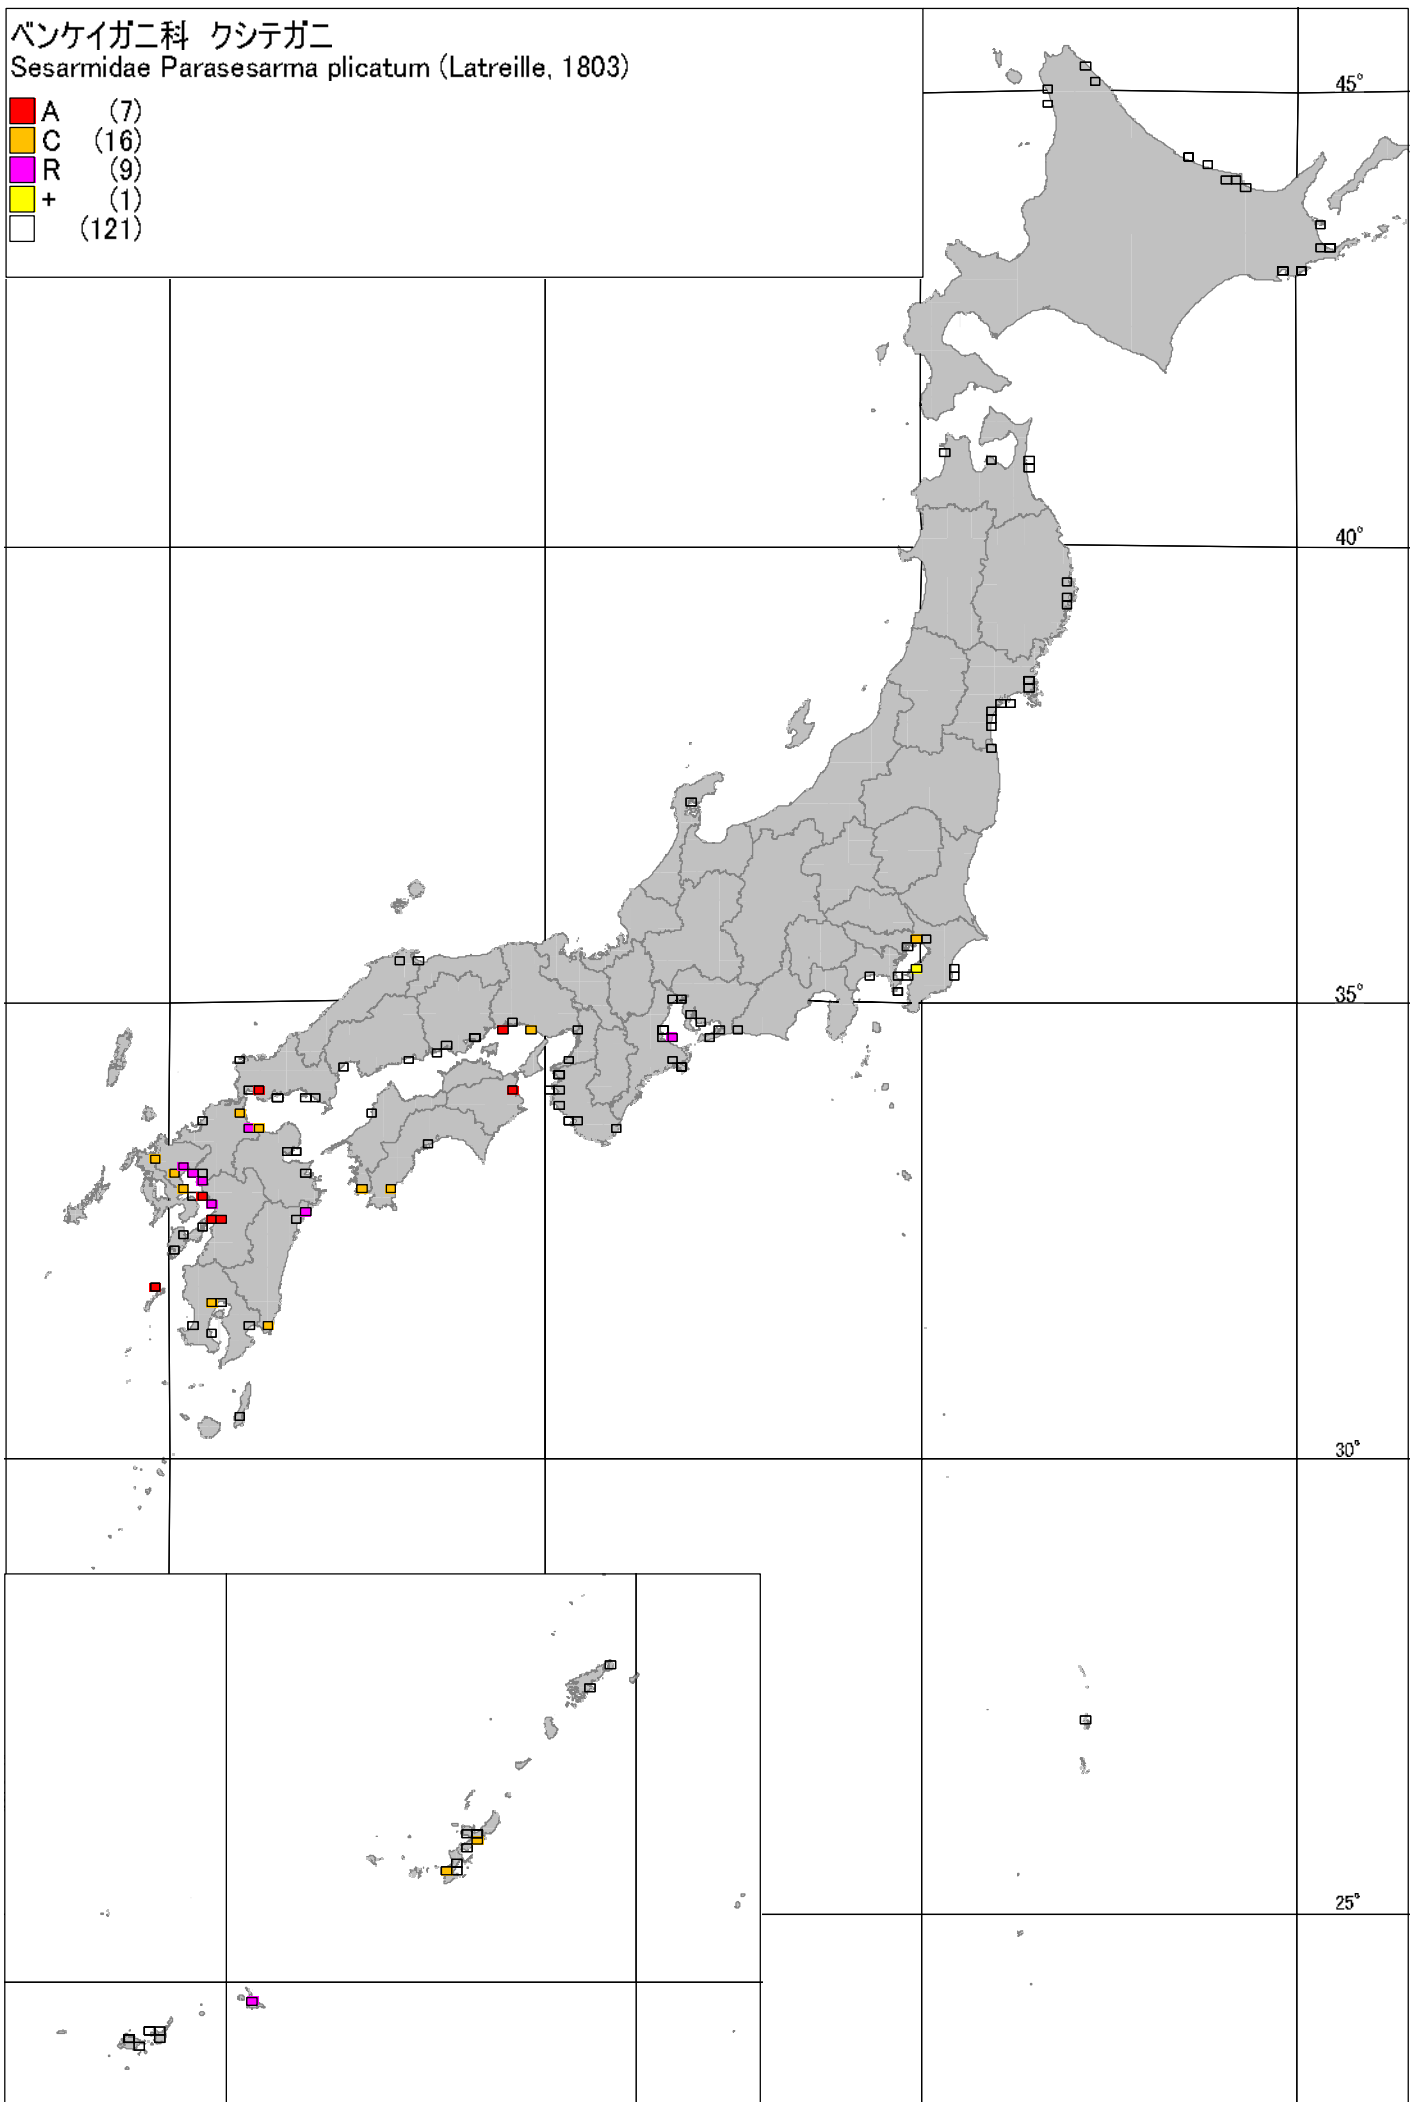 ベンケイガニ科 クシテガニ
Sesarmidae Parasesarma plicatum (Latreille, 1803)
A (7)
C (16)
R (9)
+ (1)
(121)
45°
40°
35°
30°
25°